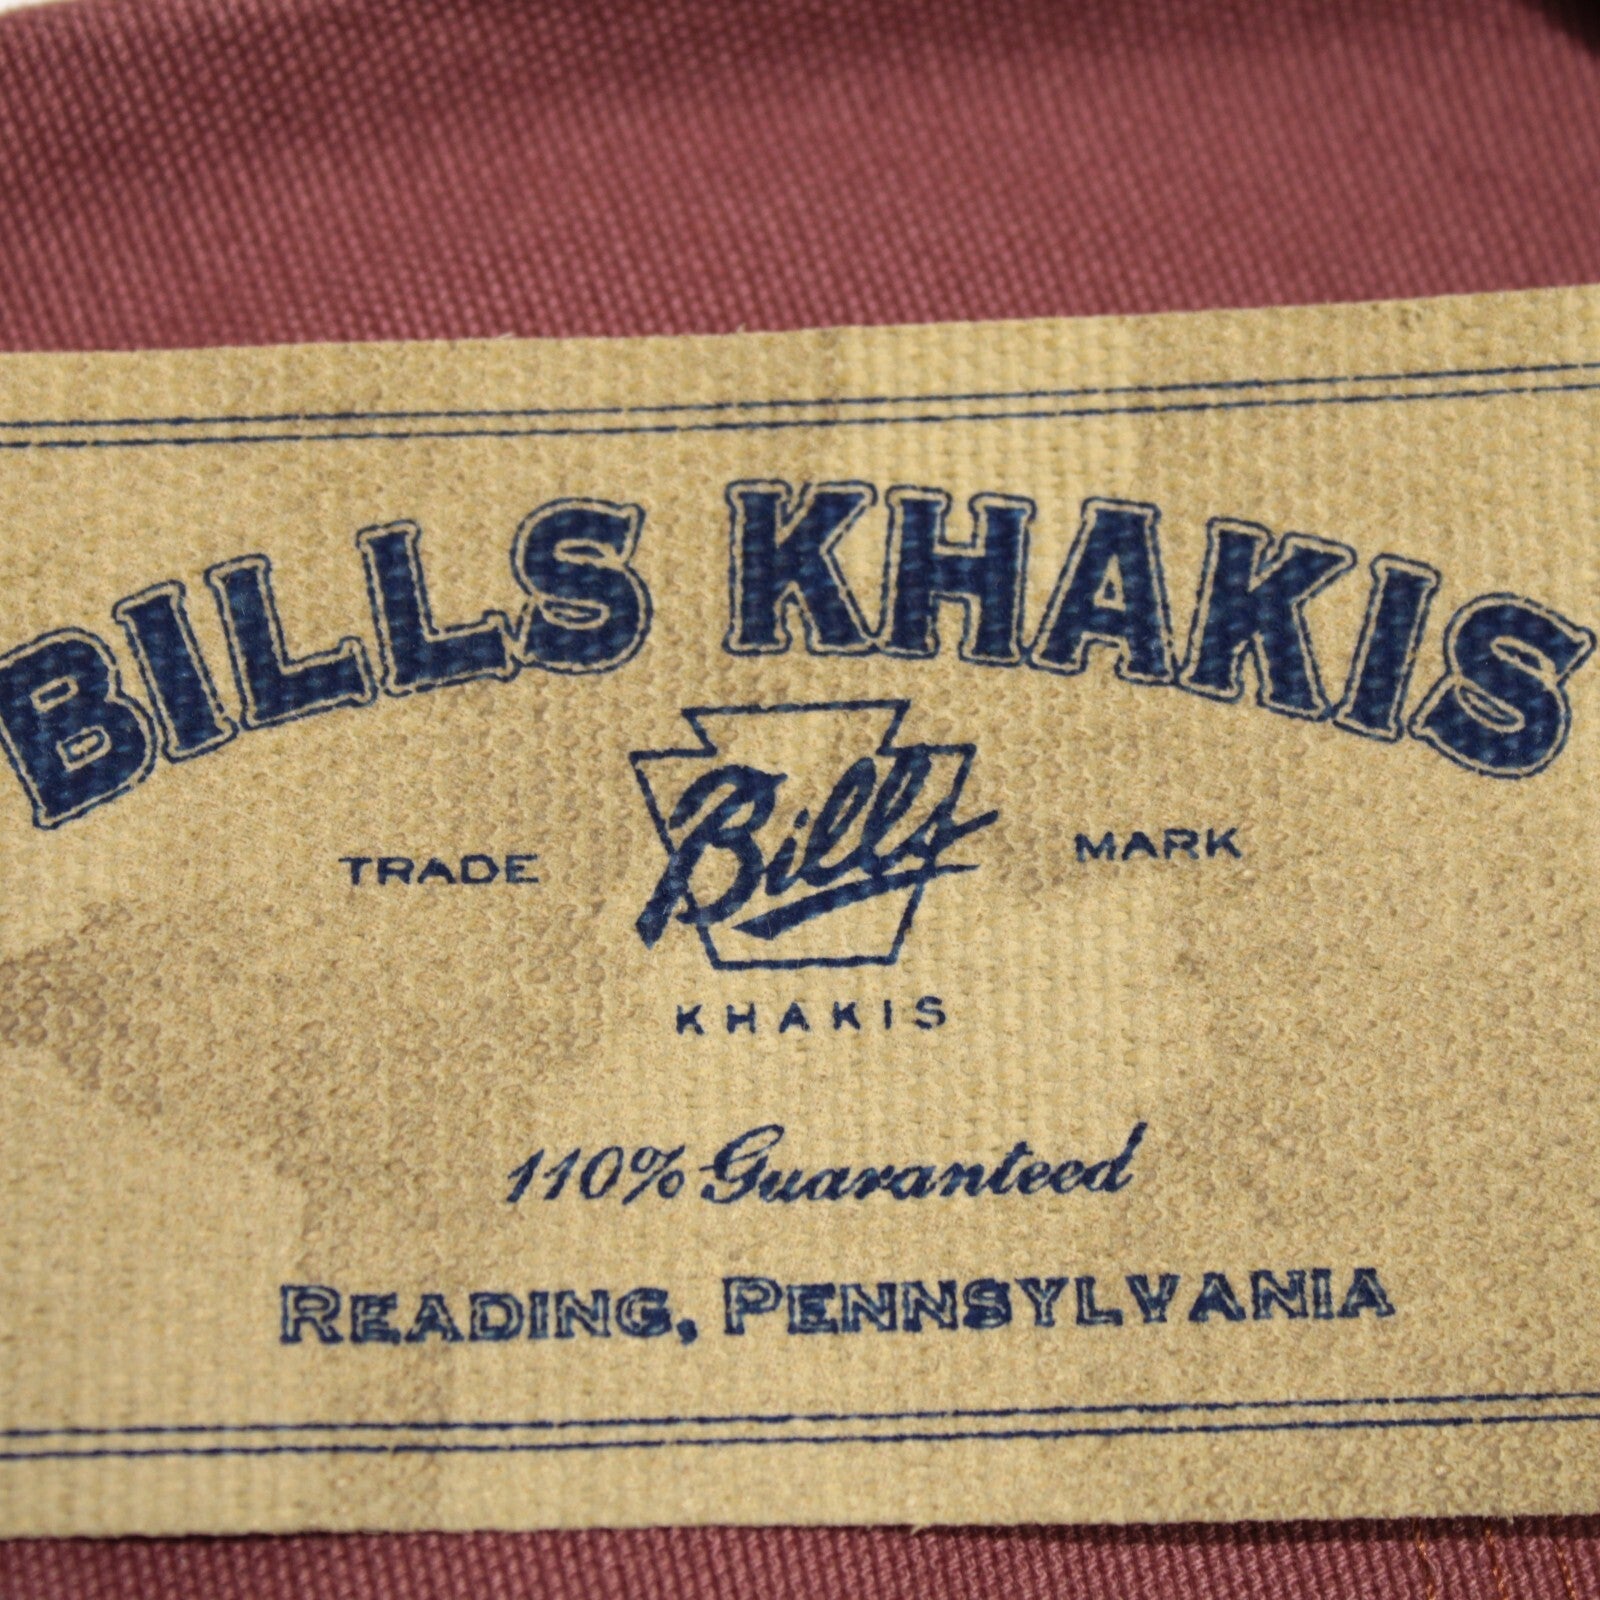 BILLS KHAKIS
TRADE Bills MARK
KHAKIS
110% Guaranteed
READING, PENNSYLVANIA